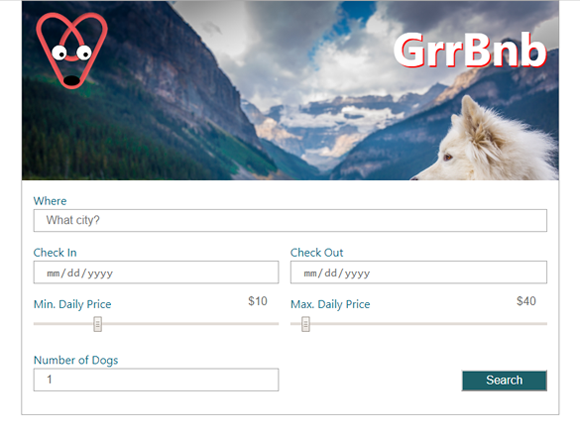 GrrBnb
Where
What city?
Check In
Check Out
mm/dd/yyyy
mm/dd/yyyy
Min. Daily Price
$10
Max. Daily Price
$40
Number of Dogs
1
Search